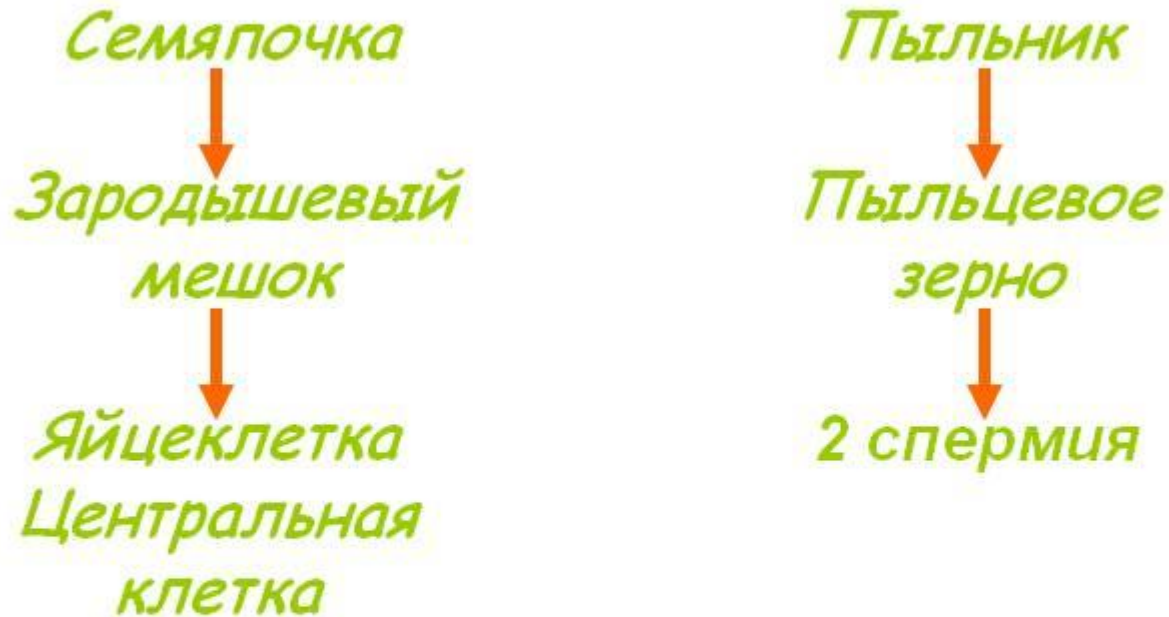 Семяпочка
Зародышевый
мешок
Яйцеклетка
Центральная
клетка
Пыльник
Пыльцевое
зерно
2 спермия